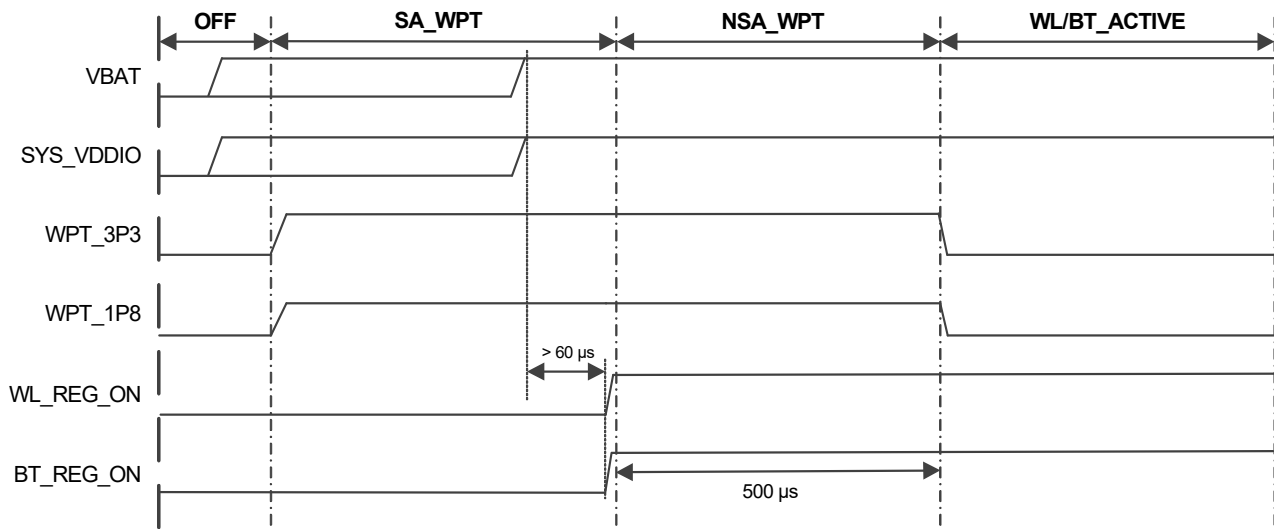 OFF SA_WPT NSA_WPT WL/BT_ACTIVE
VBAT
SYS_VDDIO
WPT_3P3
WPT_1P8
> 60 µs
WL_REG_ON
BT_REG_ON
500 µs